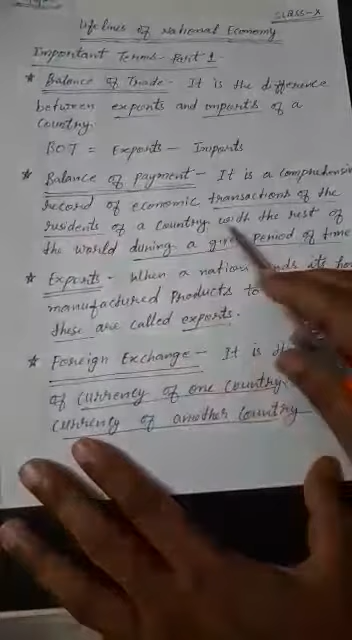 class-X
Life lines of National Economy
Important Terms - Part 1
★ Balance of Trade - It is the difference
between exports and imports of a
country.
BOT = Exports - Imports
★ Balance of payment - It is a comprehensive
record of economic transactions of the
residents of a country with the rest of
the world during a given period of time
★ Exports - When a nation its
manufactured products to
these are called exports.
★ Foreign Exchange - It is
of currency of one country
currency of another country